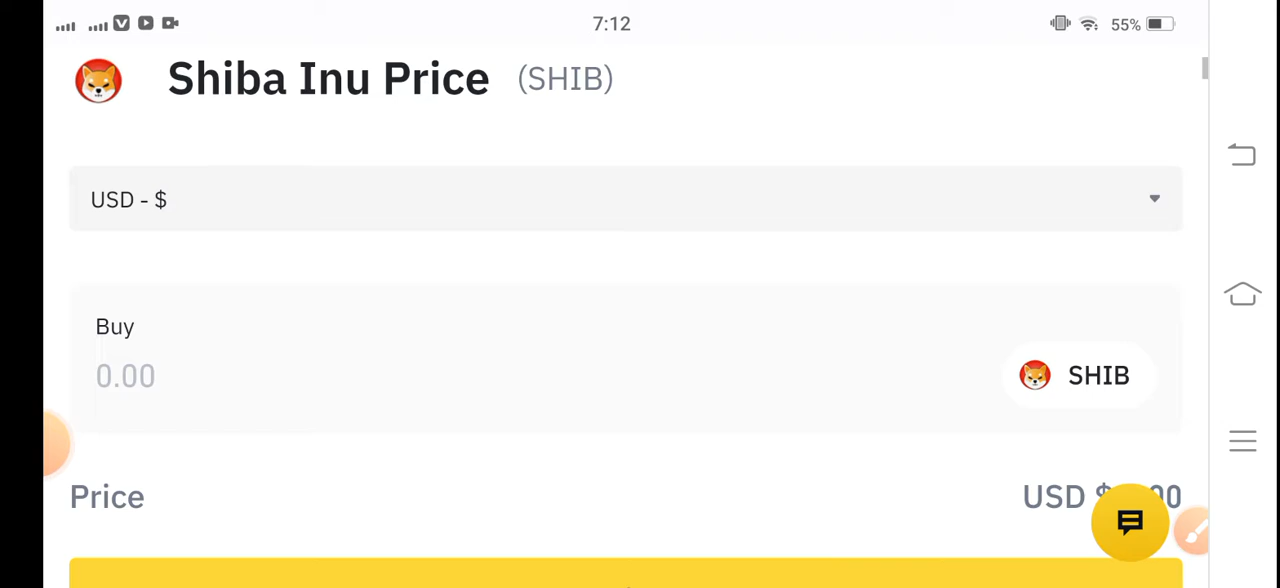 7:12
55%
Shiba Inu Price (SHIB)
USD - $
Buy
0.00
SHIB
Price
USD $